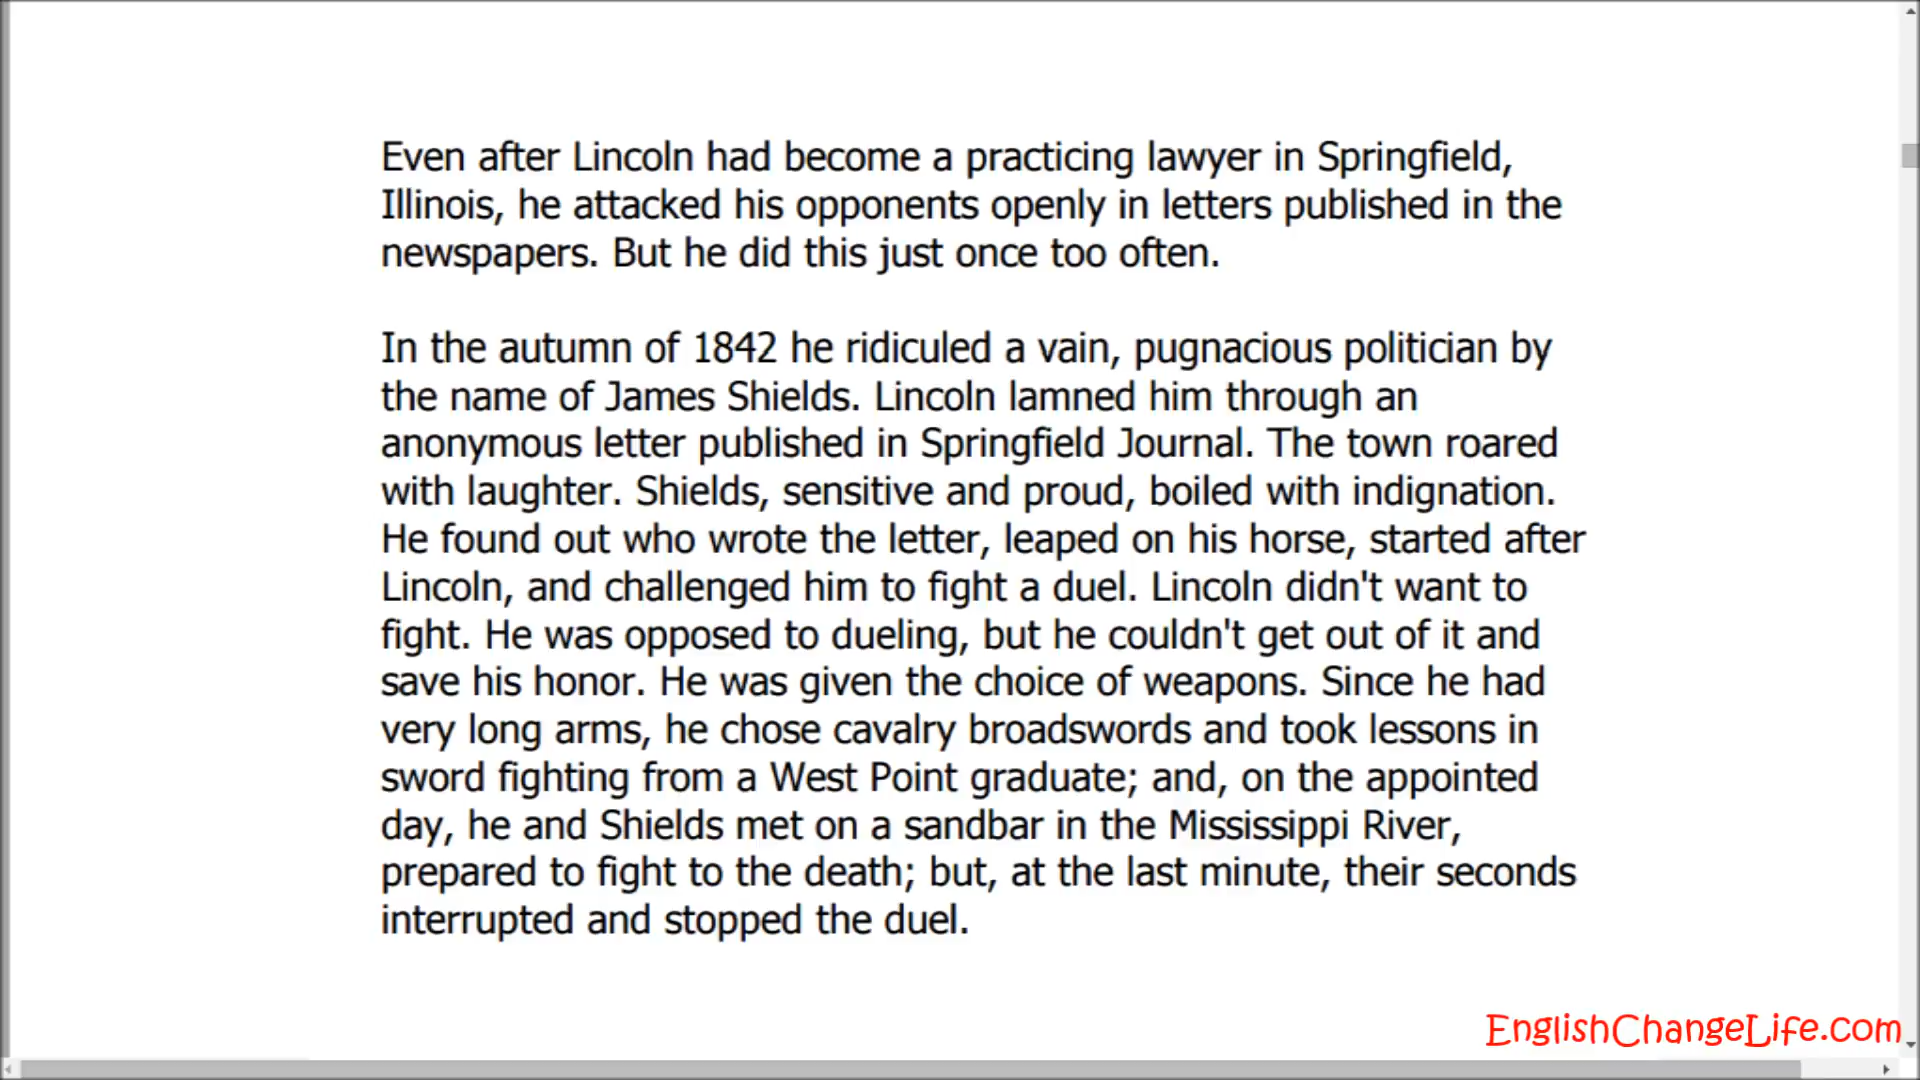 Even after Lincoln had become a practicing lawyer in Springfield,
Illinois, he attacked his opponents openly in letters published in the
newspapers. But he did this just once too often.
In the autumn of 1842 he ridiculed a vain, pugnacious politician by
the name of James Shields. Lincoln lamned him through an
anonymous letter published in Springfield Journal. The town roared
with laughter. Shields, sensitive and proud, boiled with indignation.
He found out who wrote the letter, leaped on his horse, started after
Lincoln, and challenged him to fight a duel. Lincoln didn't want to
fight. He was opposed to dueling, but he couldn't get out of it and
save his honor. He was given the choice of weapons. Since he had
very long arms, he chose cavalry broadswords and took lessons in
sword fighting from a West Point graduate; and, on the appointed
day, he and Shields met on a sandbar in the Mississippi River,
prepared to fight to the death; but, at the last minute, their seconds
interrupted and stopped the duel.
EnglishChangeLife.com